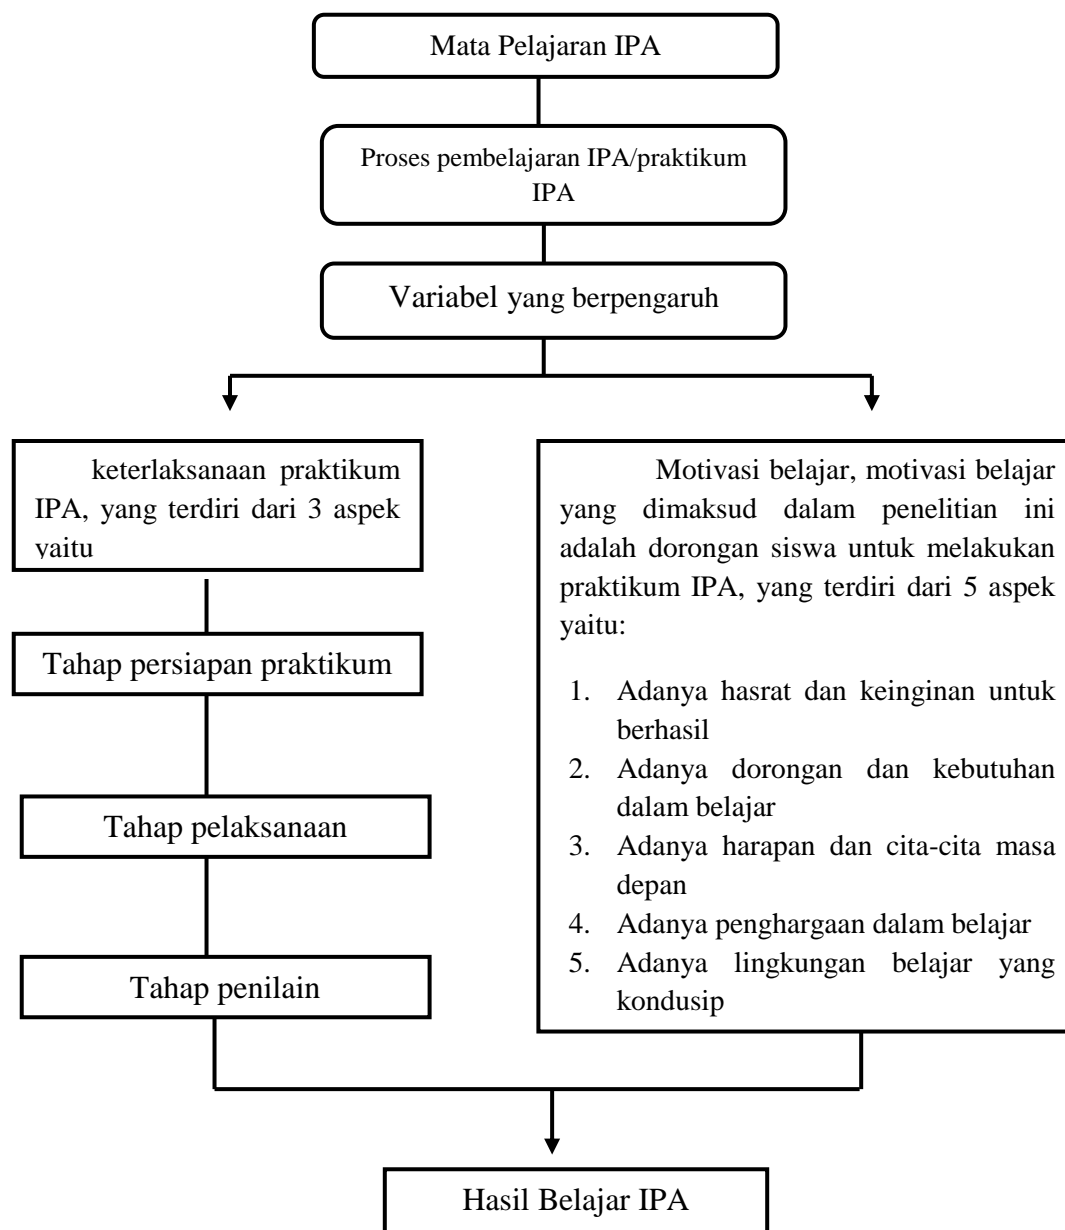 Mata Pelajaran IPA
Proses pembelajaran IPA/praktikum
IPA
Variabel yang berpengaruh
keterlaksanaan praktikum
IPA, yang terdiri dari 3 aspek
yaitu
Tahap persiapan praktikum
Tahap pelaksanaan
Tahap penilain
Motivasi belajar, motivasi belajar
yang dimaksud dalam penelitian ini
adalah dorongan siswa untuk melakukan
praktikum IPA, yang terdiri dari 5 aspek
yaitu:
1. Adanya hasrat dan keinginan untuk
berhasil
2. Adanya dorongan dan kebutuhan
dalam belajar
3. Adanya harapan dan cita-cita masa
depan
4. Adanya penghargaan dalam belajar
5. Adanya lingkungan belajar yang
kondusip
Hasil Belajar IPA